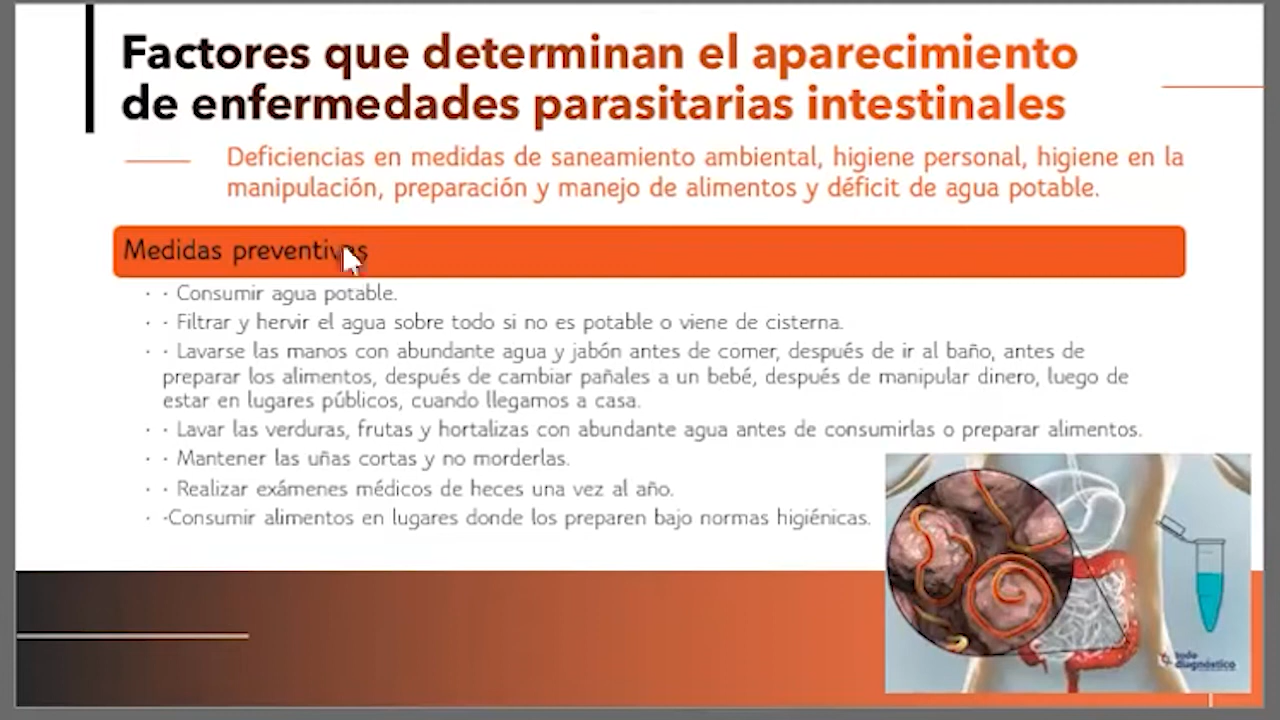 Factores que determinan el aparecimiento
de enfermedades parasitarias intestinales
Deficiencias en medidas de saneamiento ambiental, higiene personal, higiene en la
manipulación, preparación y manejo de alimentos y déficit de agua potable.
Medidas preventivas
· · Consumir agua potable.
· · Filtrar y hervir el agua sobre todo si no es potable o viene de cisterna.
· · Lavarse las manos con abundante agua y jabón antes de comer, después de ir al baño, antes de
preparar los alimentos, después de cambiar pañales a un bebé, después de manipular dinero, luego de
estar en lugares públicos, cuando llegamos a casa.
· · Lavar las verduras, frutas y hortalizas con abundante agua antes de consumirlas o preparar alimentos.
· · Mantener las uñas cortas y no morderlas.
· · Realizar exámenes médicos de heces una vez al año.
· -Consumir alimentos en lugares donde los preparen bajo normas higiénicas.
todo
diagnóstico